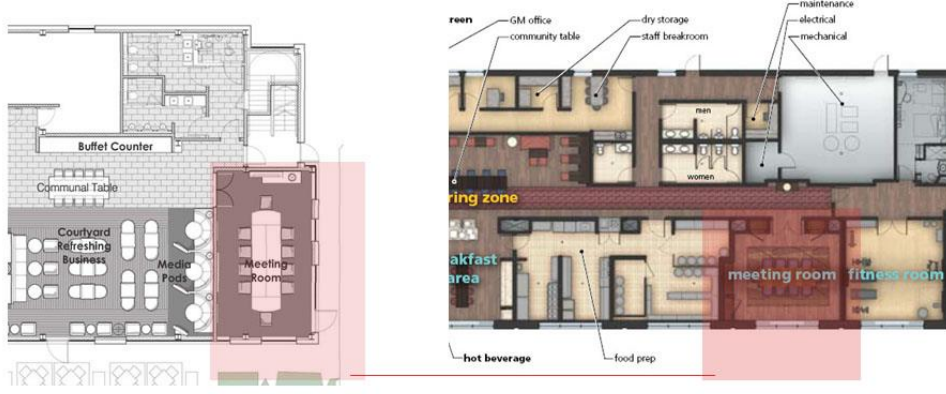 Buffet Counter
Communal Table
Courtyard
Refreshing
Business
Media
Pods
Meeting
Room
reen
GM office
community table
dry storage
staff breakroom
maintenance
electrical
mechanical
men
women
ring zone
akfast
area
meeting room
fitness room
hot beverage
food prep